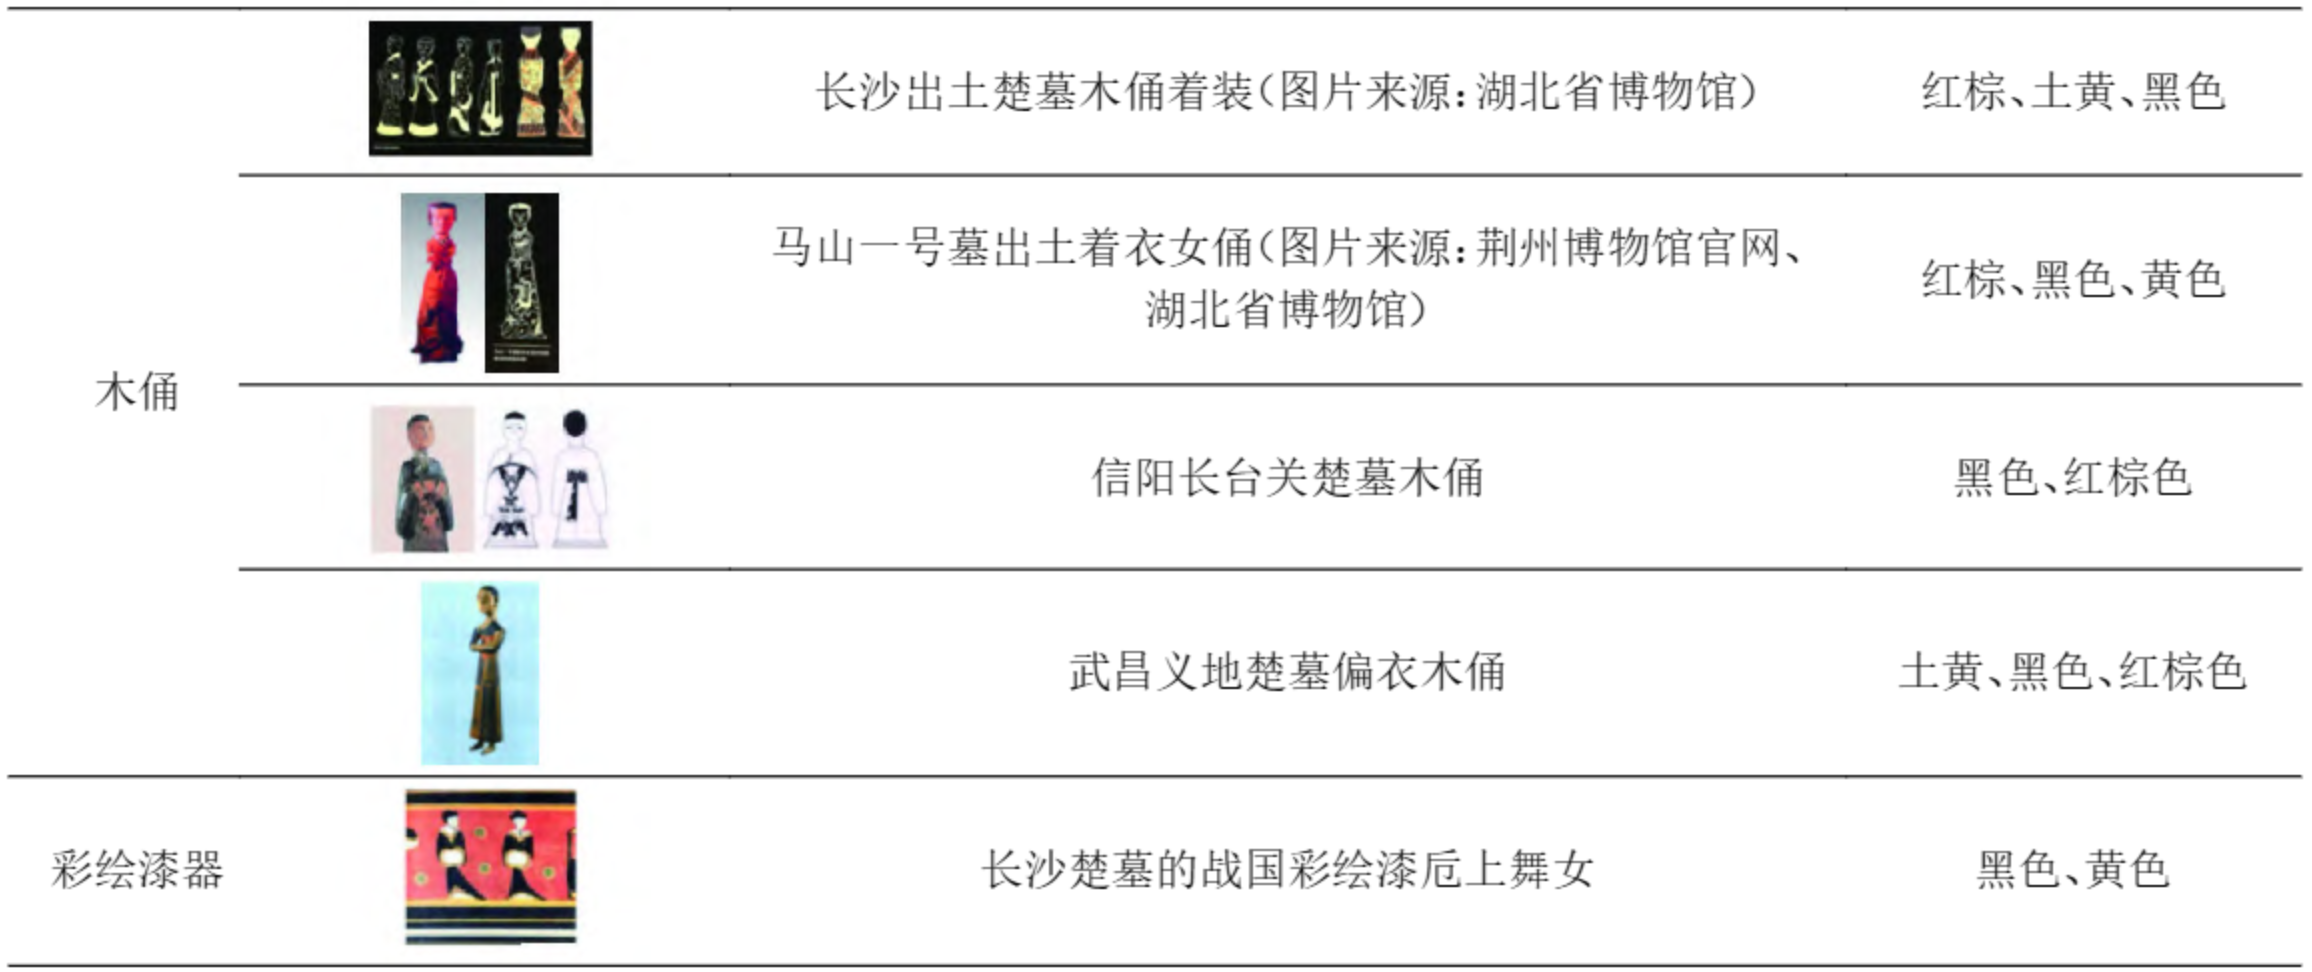 长沙出土楚墓木俑着装(图片来源:湖北省博物馆)
红棕、土黄、黑色
马山一号墓出土着衣女俑(图片来源:荆州博物馆官网、
湖北省博物馆)
红棕、黑色、黄色
木俑
信阳长台关楚墓木俑
黑色、红棕色
武昌义地楚墓偏衣木俑
土黄、黑色、红棕色
彩绘漆器
长沙楚墓的战国彩绘漆卮上舞女
黑色、黄色